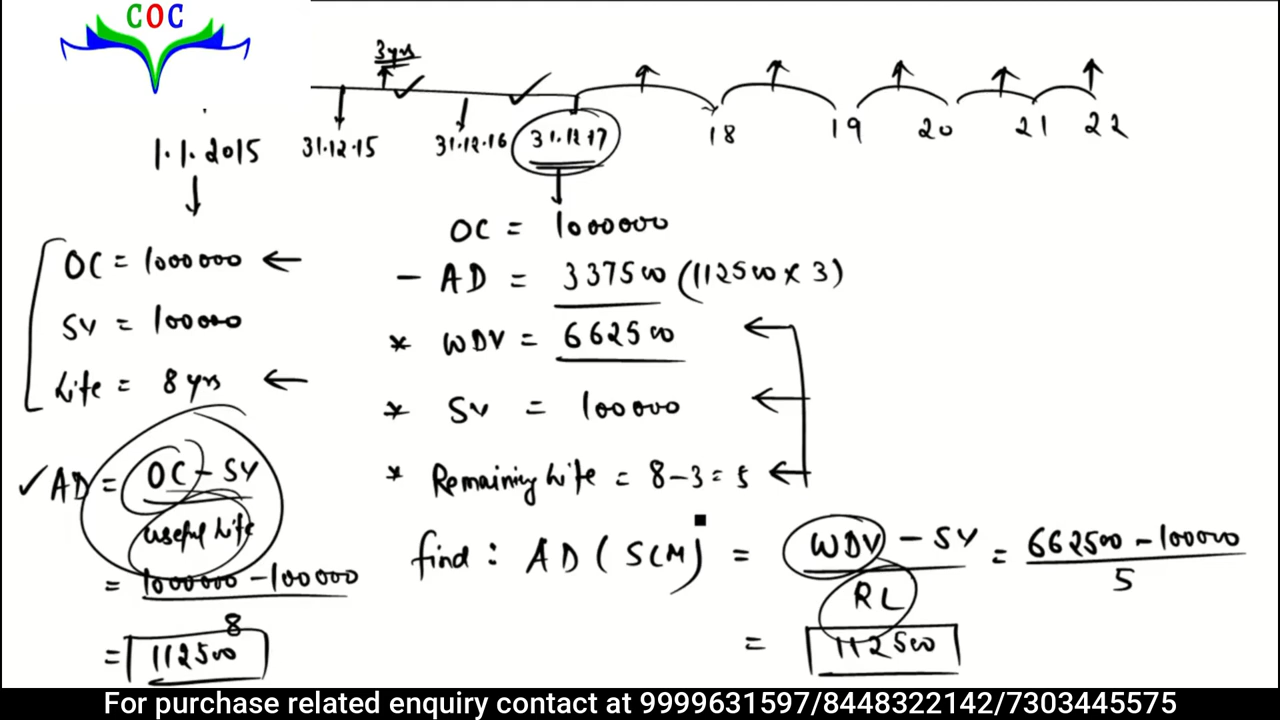 COC
3 yrs
1.1.2015 31.12.15 31.12.16 31.12.17 18 19 20 21 22
OC = 1000000
SV = 100000
Life = 8 yrs
AD = OC - SV
useful Life
= 1000000 - 100000
8
= 112500
OC = 1000000
- AD = 337500 (112500 x 3)
* WDV = 662500
* SV = 100000
* Remaining Life = 8 - 3 = 5
find : AD (SLM) = WDV - SV = 662500 - 100000
RL 5
= 112500
For purchase related enquiry contact at 9999631597/8448322142/7303445575